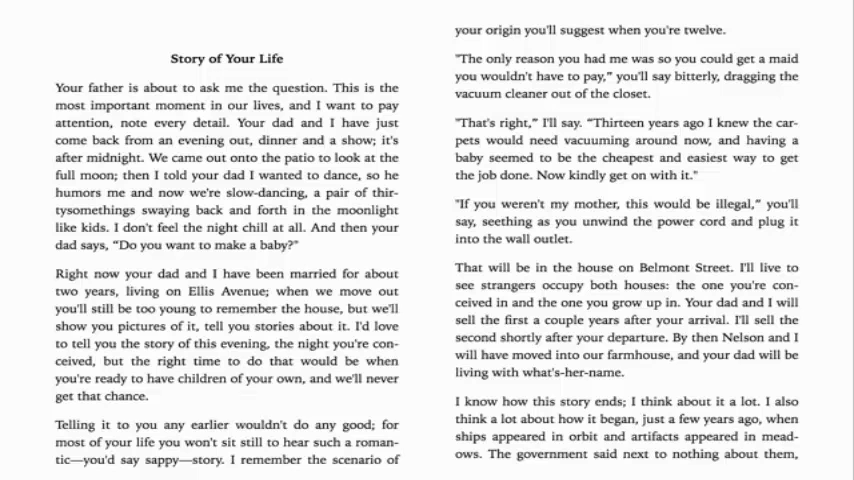 Story of Your Life
Your father is about to ask me the question. This is the
most important moment in our lives, and I want to pay
attention, note every detail. Your dad and I have just
come back from an evening out, dinner and a show; it's
after midnight. We came out onto the patio to look at the
full moon; then I told your dad I wanted to dance, so he
humors me and now we're slow-dancing, a pair of thir-
tysomethings swaying back and forth in the moonlight
like kids. I don't feel the night chill at all. And then your
dad says, “Do you want to make a baby?"
Right now your dad and I have been married for about
two years, living on Ellis Avenue; when we move out
you'll still be too young to remember the house, but we'll
show you pictures of it, tell you stories about it. I'd love
to tell you the story of this evening, the night you're con-
ceived, but the right time to do that would be when
you're ready to have children of your own, and we'll never
get that chance.
Telling it to you any earlier wouldn't do any good; for
most of your life you won't sit still to hear such a roman-
tic—you'd say sappy—story. I remember the scenario of
your origin you'll suggest when you're twelve.
"The only reason you had me was so you could get a maid
you wouldn't have to pay,” you'll say bitterly, dragging the
vacuum cleaner out of the closet.
"That's right,” I'll say. “Thirteen years ago I knew the car-
pets would need vacuuming around now, and having a
baby seemed to be the cheapest and easiest way to get
the job done. Now kindly get on with it."
"If you weren't my mother, this would be illegal,” you'll
say, seething as you unwind the power cord and plug it
into the wall outlet.
That will be in the house on Belmont Street. I'll live to
see strangers occupy both houses: the one you're con-
ceived in and the one you grow up in. Your dad and I will
sell the first a couple years after your arrival. I'll sell the
second shortly after your departure. By then Nelson and I
will have moved into our farmhouse, and your dad will be
living with what's-her-name.
I know how this story ends; I think about it a lot. I also
think a lot about how it began, just a few years ago, when
ships appeared in orbit and artifacts appeared in mead-
ows. The government said next to nothing about them,